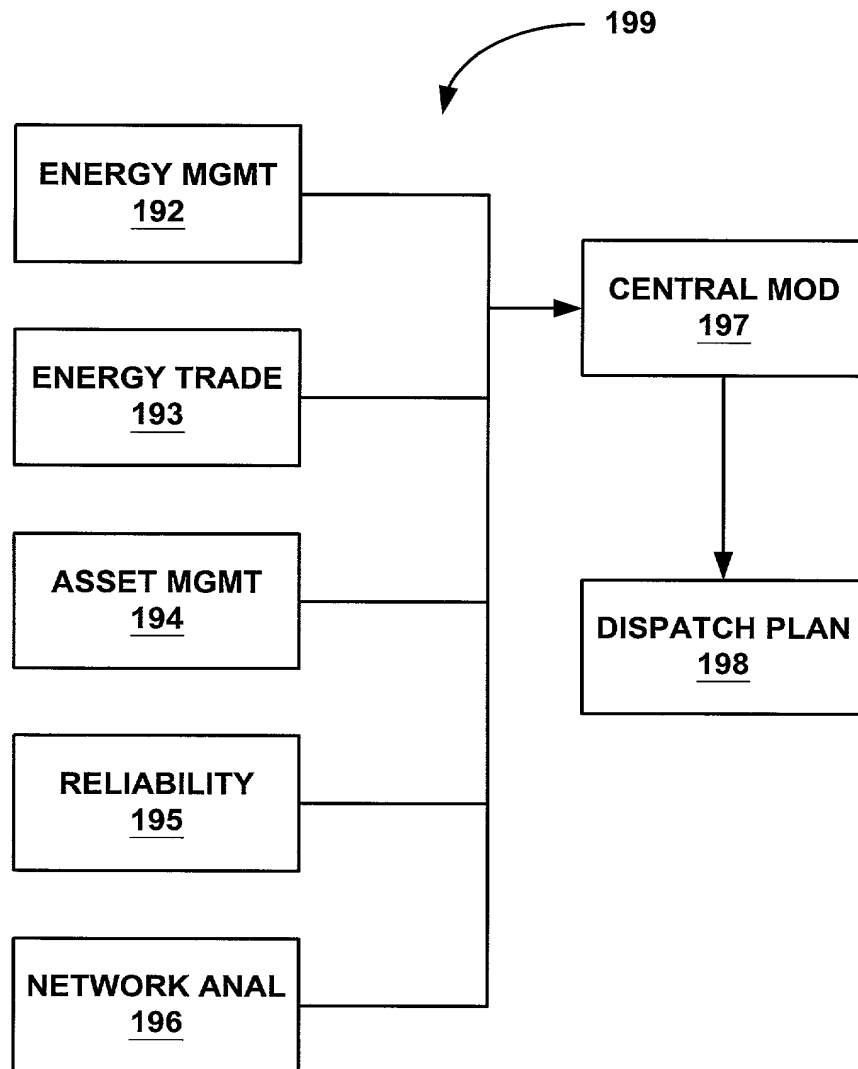 199
ENERGY MGMT
192
ENERGY TRADE
193
ASSET MGMT
194
RELIABILITY
195
NETWORK ANAL
196
CENTRAL MOD
197
DISPATCH PLAN
198